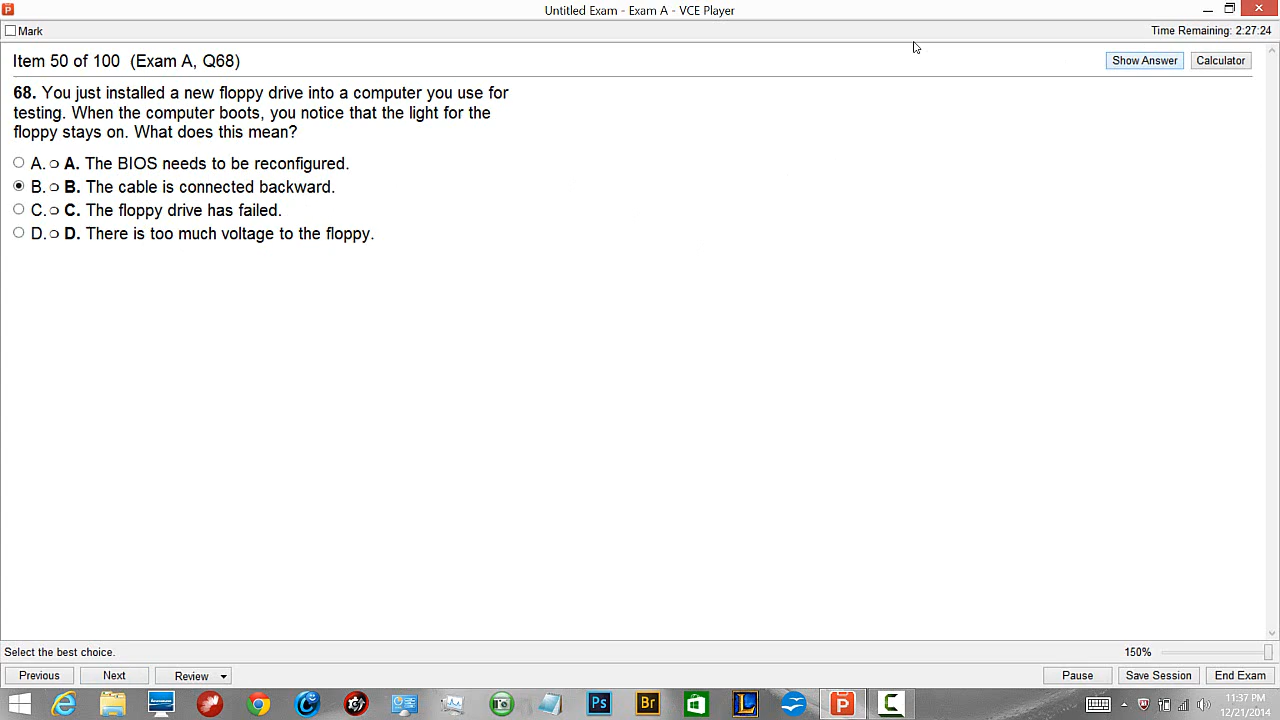 Untitled Exam - Exam A - VCE Player
Mark
Time Remaining: 2:27:24
Item 50 of 100 (Exam A, Q68)
Show Answer
Calculator
68. You just installed a new floppy drive into a computer you use for
testing. When the computer boots, you notice that the light for the
floppy stays on. What does this mean?
A. A. The BIOS needs to be reconfigured.
B. B. The cable is connected backward.
C. C. The floppy drive has failed.
D. D. There is too much voltage to the floppy.
Select the best choice.
150%
Previous
Next
Review
Pause
Save Session
End Exam
Ps
Br
11:37 PM
12/21/2014